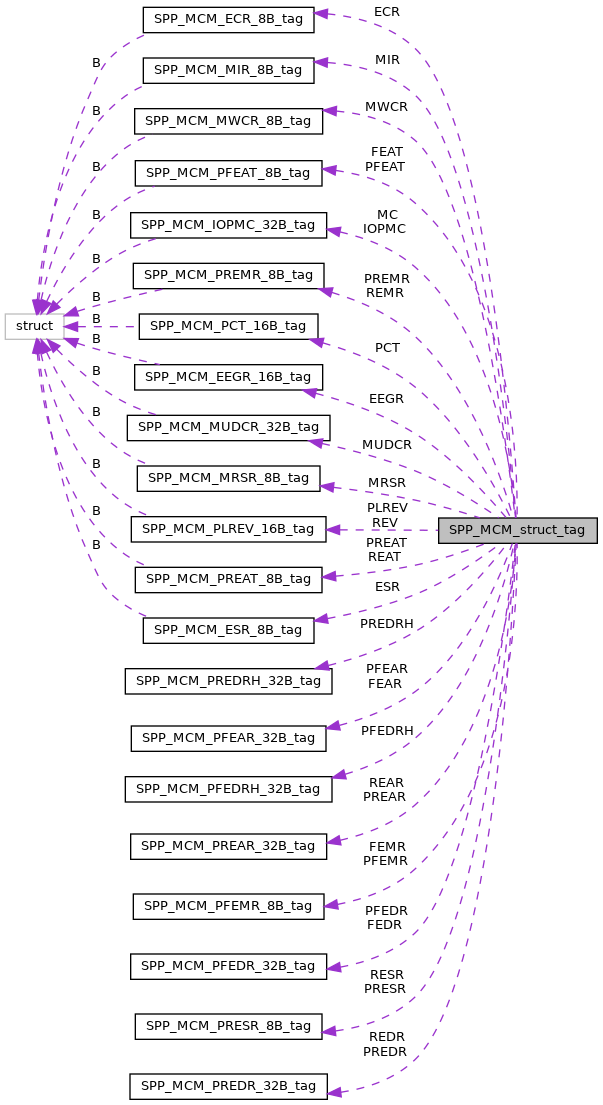 SPP_MCM_ECR_8B_tag
ECR
B
SPP_MCM_MIR_8B_tag
MIR
B
SPP_MCM_MWCR_8B_tag
MWCR
B
SPP_MCM_PFEAT_8B_tag
FEAT
PFEAT
B
SPP_MCM_IOPMC_32B_tag
MC
IOPMC
B
SPP_MCM_PREMR_8B_tag
PREMR
REMR
B
struct
SPP_MCM_PCT_16B_tag
PCT
B
SPP_MCM_EEGR_16B_tag
EEGR
B
SPP_MCM_MUDCR_32B_tag
MUDCR
B
SPP_MCM_MRSR_8B_tag
MRSR
B
SPP_MCM_PLREV_16B_tag
PLREV
REV
SPP_MCM_struct_tag
B
SPP_MCM_PREAT_8B_tag
PREAT
REAT
B
SPP_MCM_ESR_8B_tag
ESR
B
SPP_MCM_PREDRH_32B_tag
PREDRH
SPP_MCM_PFEAR_32B_tag
PFEAR
FEAR
SPP_MCM_PFEDRH_32B_tag
PFEDRH
SPP_MCM_PREAR_32B_tag
REAR
PREAR
SPP_MCM_PFEMR_8B_tag
FEMR
PFEMR
SPP_MCM_PFEDR_32B_tag
PFEDR
FEDR
SPP_MCM_PRESR_8B_tag
RESR
PRESR
SPP_MCM_PREDR_32B_tag
REDR
PREDR